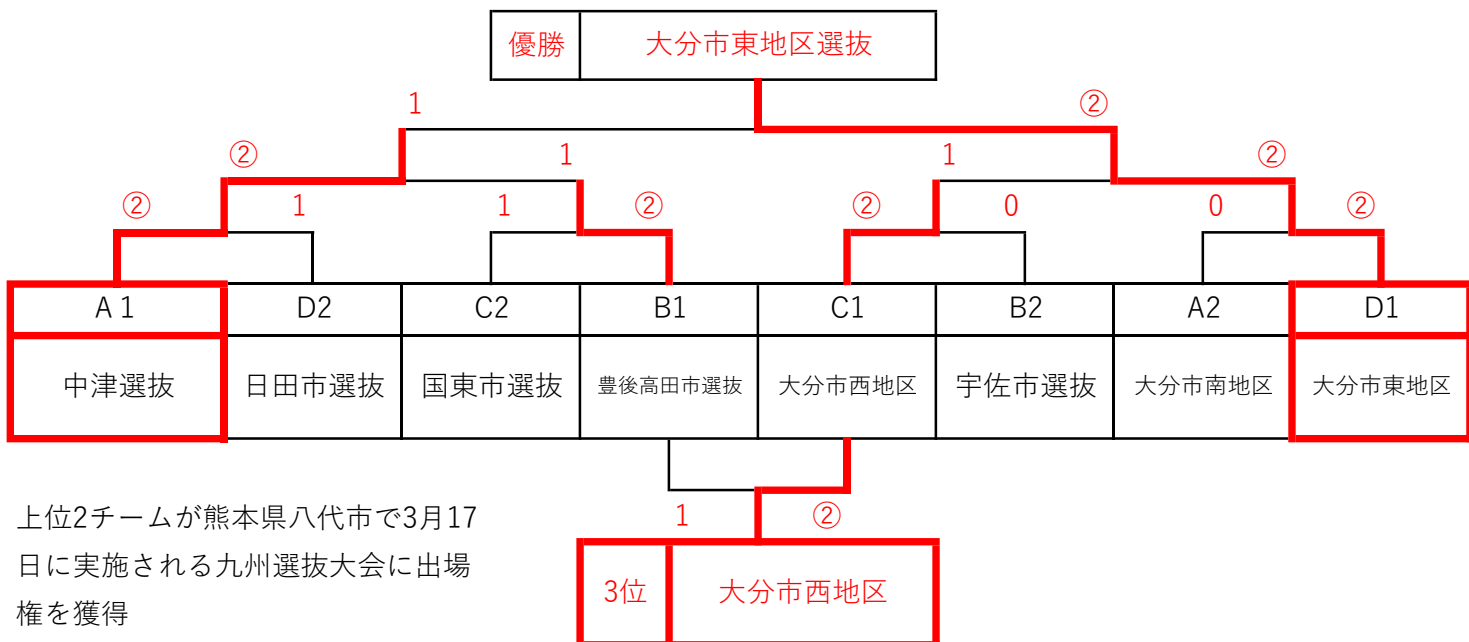 優勝 大分市東地区選抜
1 ②
② 1 1 ②
② 1 1 ② ② 0 0 ②
A 1 D2 C2 B1 C1 B2 A2 D1
中津選抜 日田市選抜 国東市選抜 豊後高田市選抜 大分市西地区 宇佐市選抜 大分市南地区 大分市東地区
1 ②
3位 大分市西地区
上位2チームが熊本県八代市で3月17
日に実施される九州選抜大会に出場
権を獲得